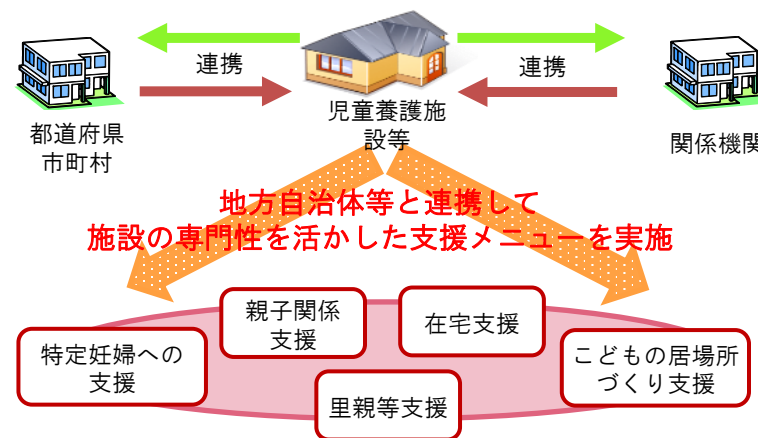 連携
連携
都道府県
市町村
児童養護施
設等
関係機関
地方自治体等と連携して
施設の専門性を活かした支援メニューを実施
特定妊婦への
支援
親子関係
支援
里親等支援
在宅支援
こどもの居場所
づくり支援